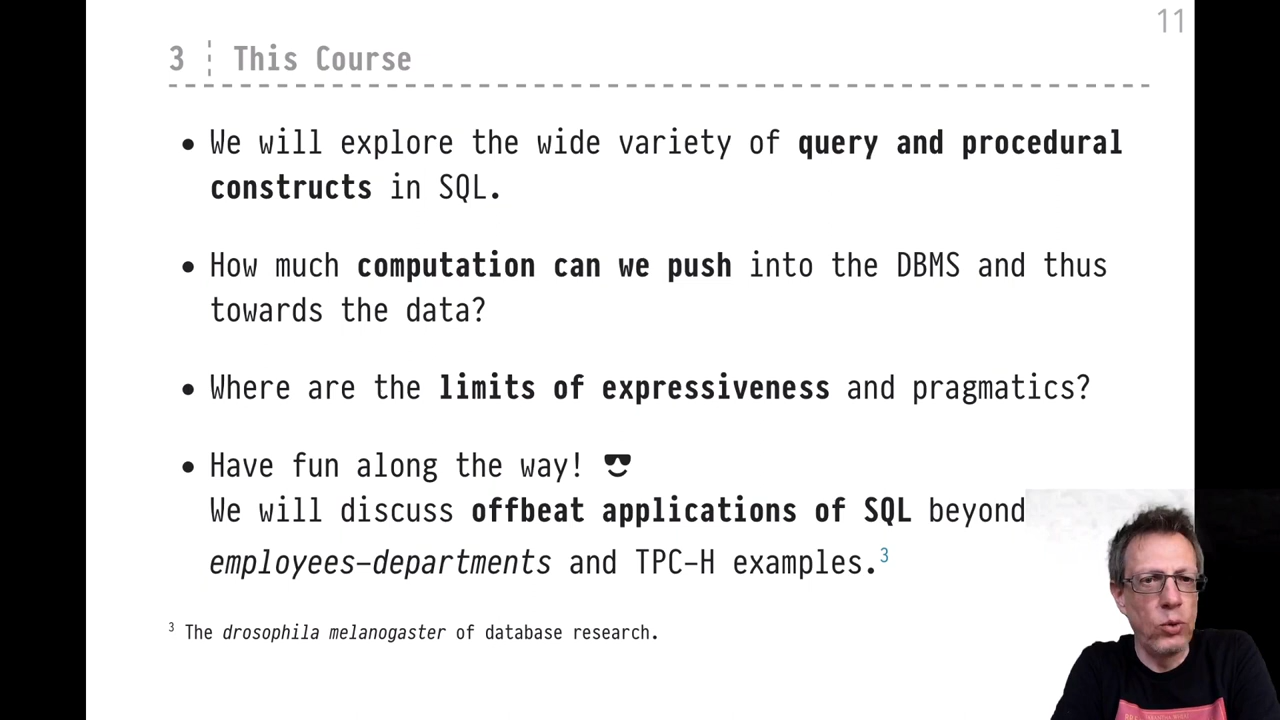 11
3 ┆ This Course
• We will explore the wide variety of query and procedural
constructs in SQL.
• How much computation can we push into the DBMS and thus
towards the data?
• Where are the limits of expressiveness and pragmatics?
• Have fun along the way! 😎
We will discuss offbeat applications of SQL beyond
employees–departments and TPC–H examples.³
³ The drosophila melanogaster of database research.